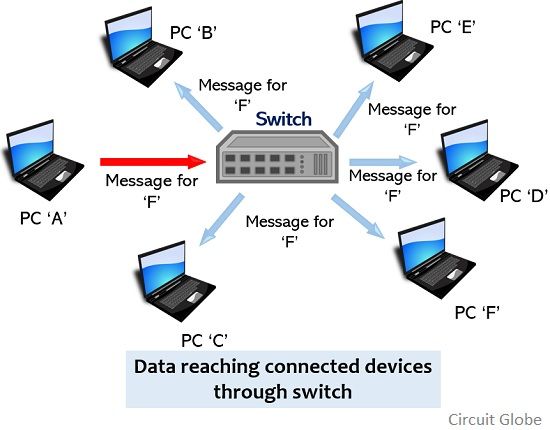 PC ‘B’
PC ‘E’
Message for
‘F’
Switch
Message for
‘F’
Message for
‘F’
PC ‘A’
Message for
‘F’
PC ‘D’
Message for
‘F’
PC ‘C’
PC ‘F’
Data reaching connected devices
through switch
Circuit Globe